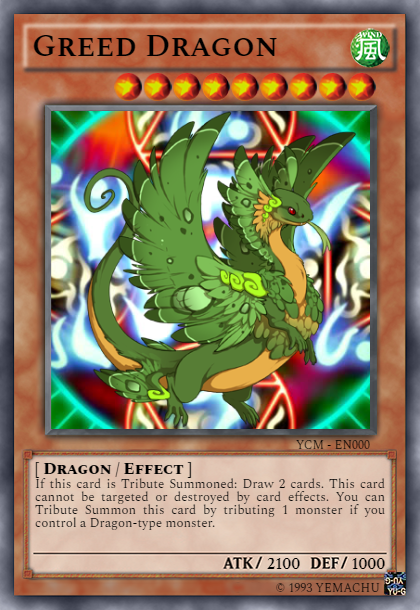 Greed Dragon
WIND
風
YCM - EN000
[ Dragon / Effect ]
If this card is Tribute Summoned: Draw 2 cards. This card
cannot be targeted or destroyed by card effects. You can
Tribute Summon this card by tributing 1 monster if you
control a Dragon-type monster.
ATK / 2100 DEF / 1000
© 1993 YEMACHU